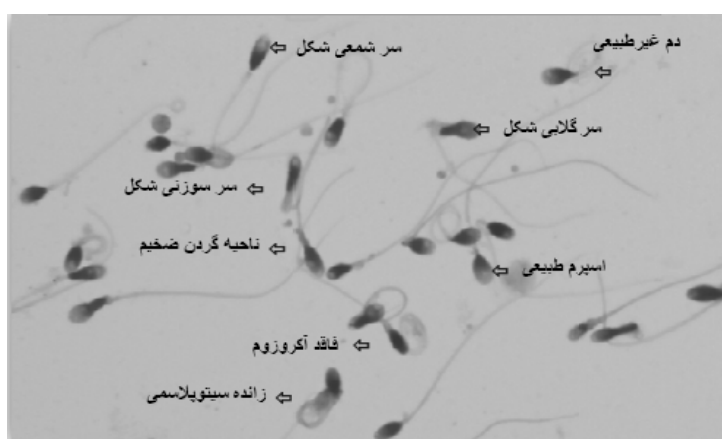 دم غیرطبیعی
سر شمعی شکل
سر گلابی شکل
سر سوزنی شکل
ناحیه گردن ضخیم
اسپرم طبیعی
فاقد آکروزوم
زائده سیتوپلاسمی